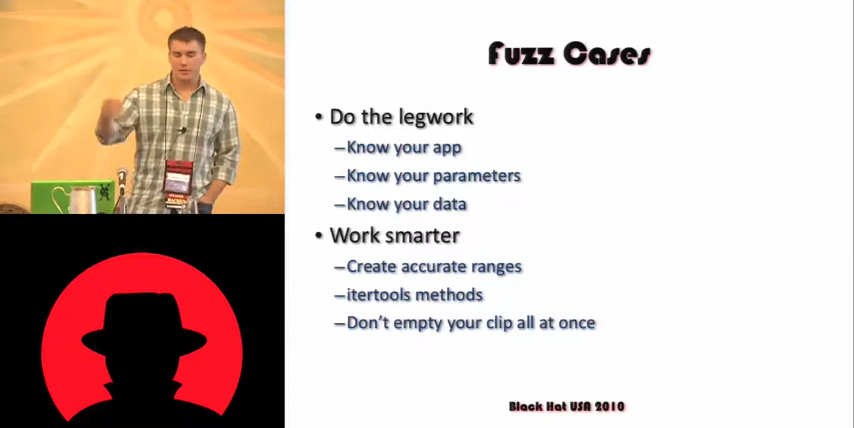 Fuzz Cases
• Do the legwork
–Know your app
–Know your parameters
–Know your data
• Work smarter
–Create accurate ranges
–itertools methods
–Don't empty your clip all at once
Black Hat USA 2010